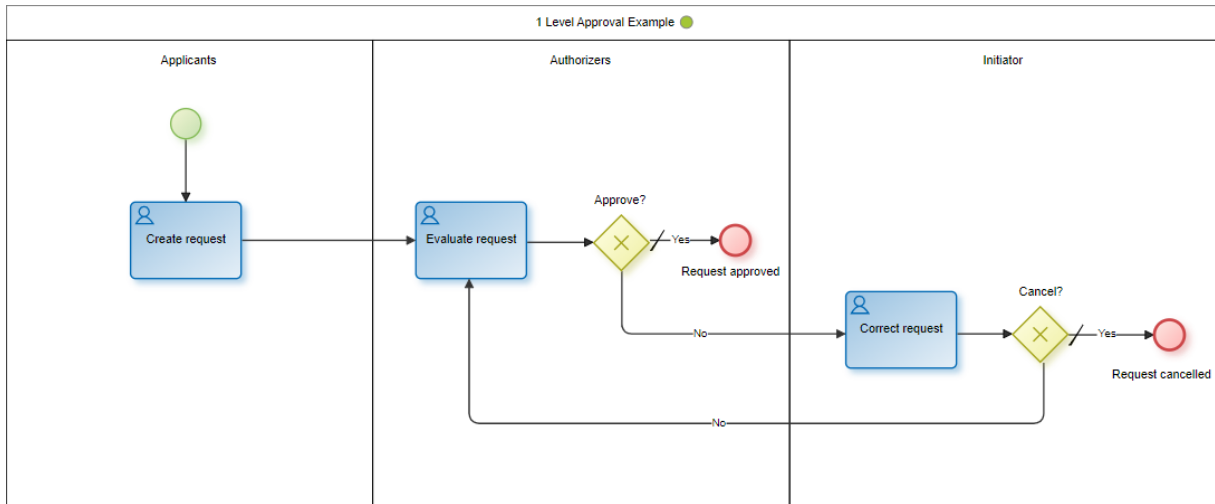 1 Level Approval Example
Applicants
Authorizers
Initiator
Create request
Evaluate request
Approve?
Yes
Request approved
No
Correct request
Cancel?
Yes
Request cancelled
No